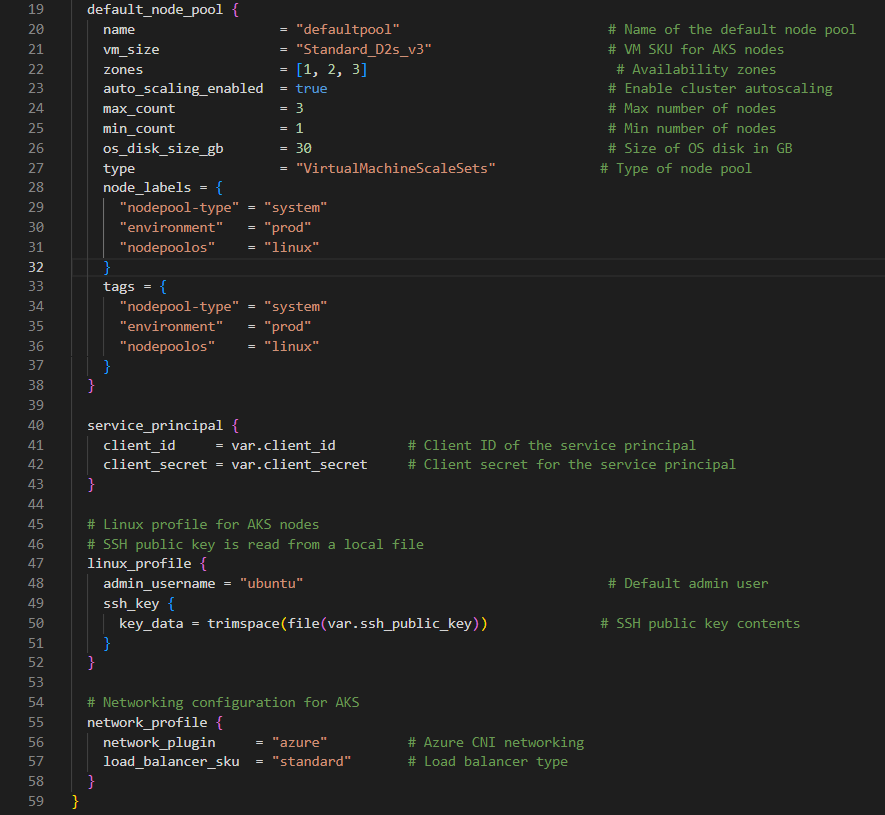 19 default_node_pool {
20 name = "defaultpool" # Name of the default node pool
21 vm_size = "Standard_D2s_v3" # VM SKU for AKS nodes
22 zones = [1, 2, 3] # Availability zones
23 auto_scaling_enabled = true # Enable cluster autoscaling
24 max_count = 3 # Max number of nodes
25 min_count = 1 # Min number of nodes
26 os_disk_size_gb = 30 # Size of OS disk in GB
27 type = "VirtualMachineScaleSets" # Type of node pool
28 node_labels = {
29 "nodepool-type" = "system"
30 "environment" = "prod"
31 "nodepoolos" = "linux"
32 }
33 tags = {
34 "nodepool-type" = "system"
35 "environment" = "prod"
36 "nodepoolos" = "linux"
37 }
38 }
39
40 service_principal {
41 client_id = var.client_id # Client ID of the service principal
42 client_secret = var.client_secret # Client secret for the service principal
43 }
44
45 # Linux profile for AKS nodes
46 # SSH public key is read from a local file
47 linux_profile {
48 admin_username = "ubuntu" # Default admin user
49 ssh_key {
50 key_data = trimspace(file(var.ssh_public_key)) # SSH public key contents
51 }
52 }
53
54 # Networking configuration for AKS
55 network_profile {
56 network_plugin = "azure" # Azure CNI networking
57 load_balancer_sku = "standard" # Load balancer type
58 }
59 }